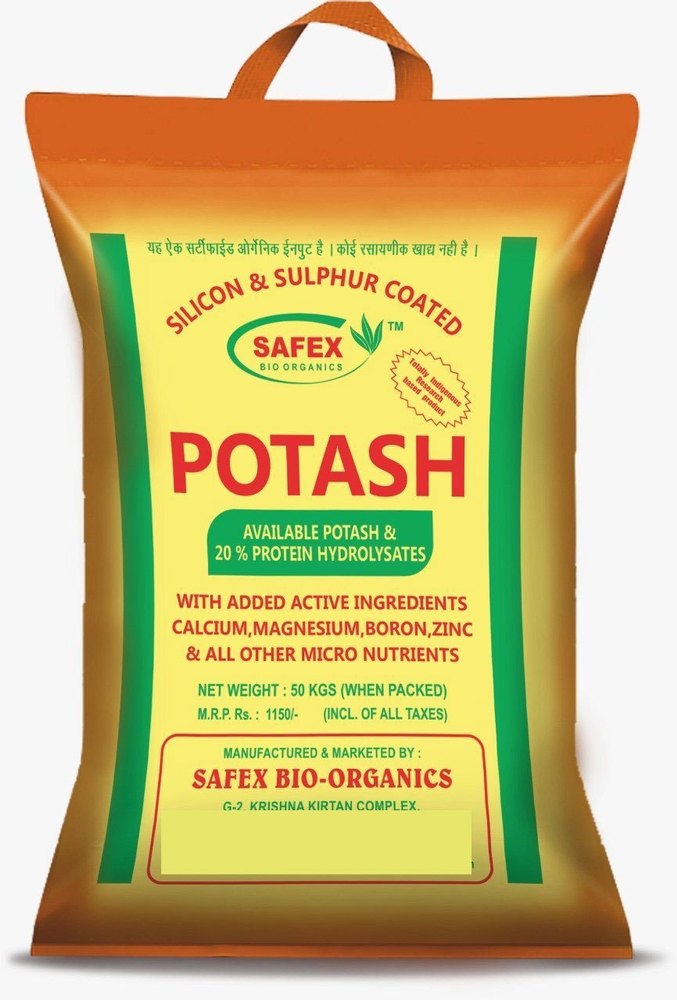 यह ऐक सर्टीफाईड ओर्गेनिक ईनपुट है । कोई रसायणीक खाद्य नही है ।
SILICON & SULPHUR COATED
SAFEX TM
BIO ORGANICS
Totally Indigenous
Research
based product
POTASH
AVAILABLE POTASH &
20 % PROTEIN HYDROLYSATES
WITH ADDED ACTIVE INGREDIENTS
CALCIUM,MAGNESIUM,BORON,ZINC
& ALL OTHER MICRO NUTRIENTS
NET WEIGHT : 50 KGS (WHEN PACKED)
M.R.P. Rs. : 1150/- (INCL. OF ALL TAXES)
MANUFACTURED & MARKETED BY :
SAFEX BIO-ORGANICS
G-2, KRISHNA KIRTAN COMPLEX,